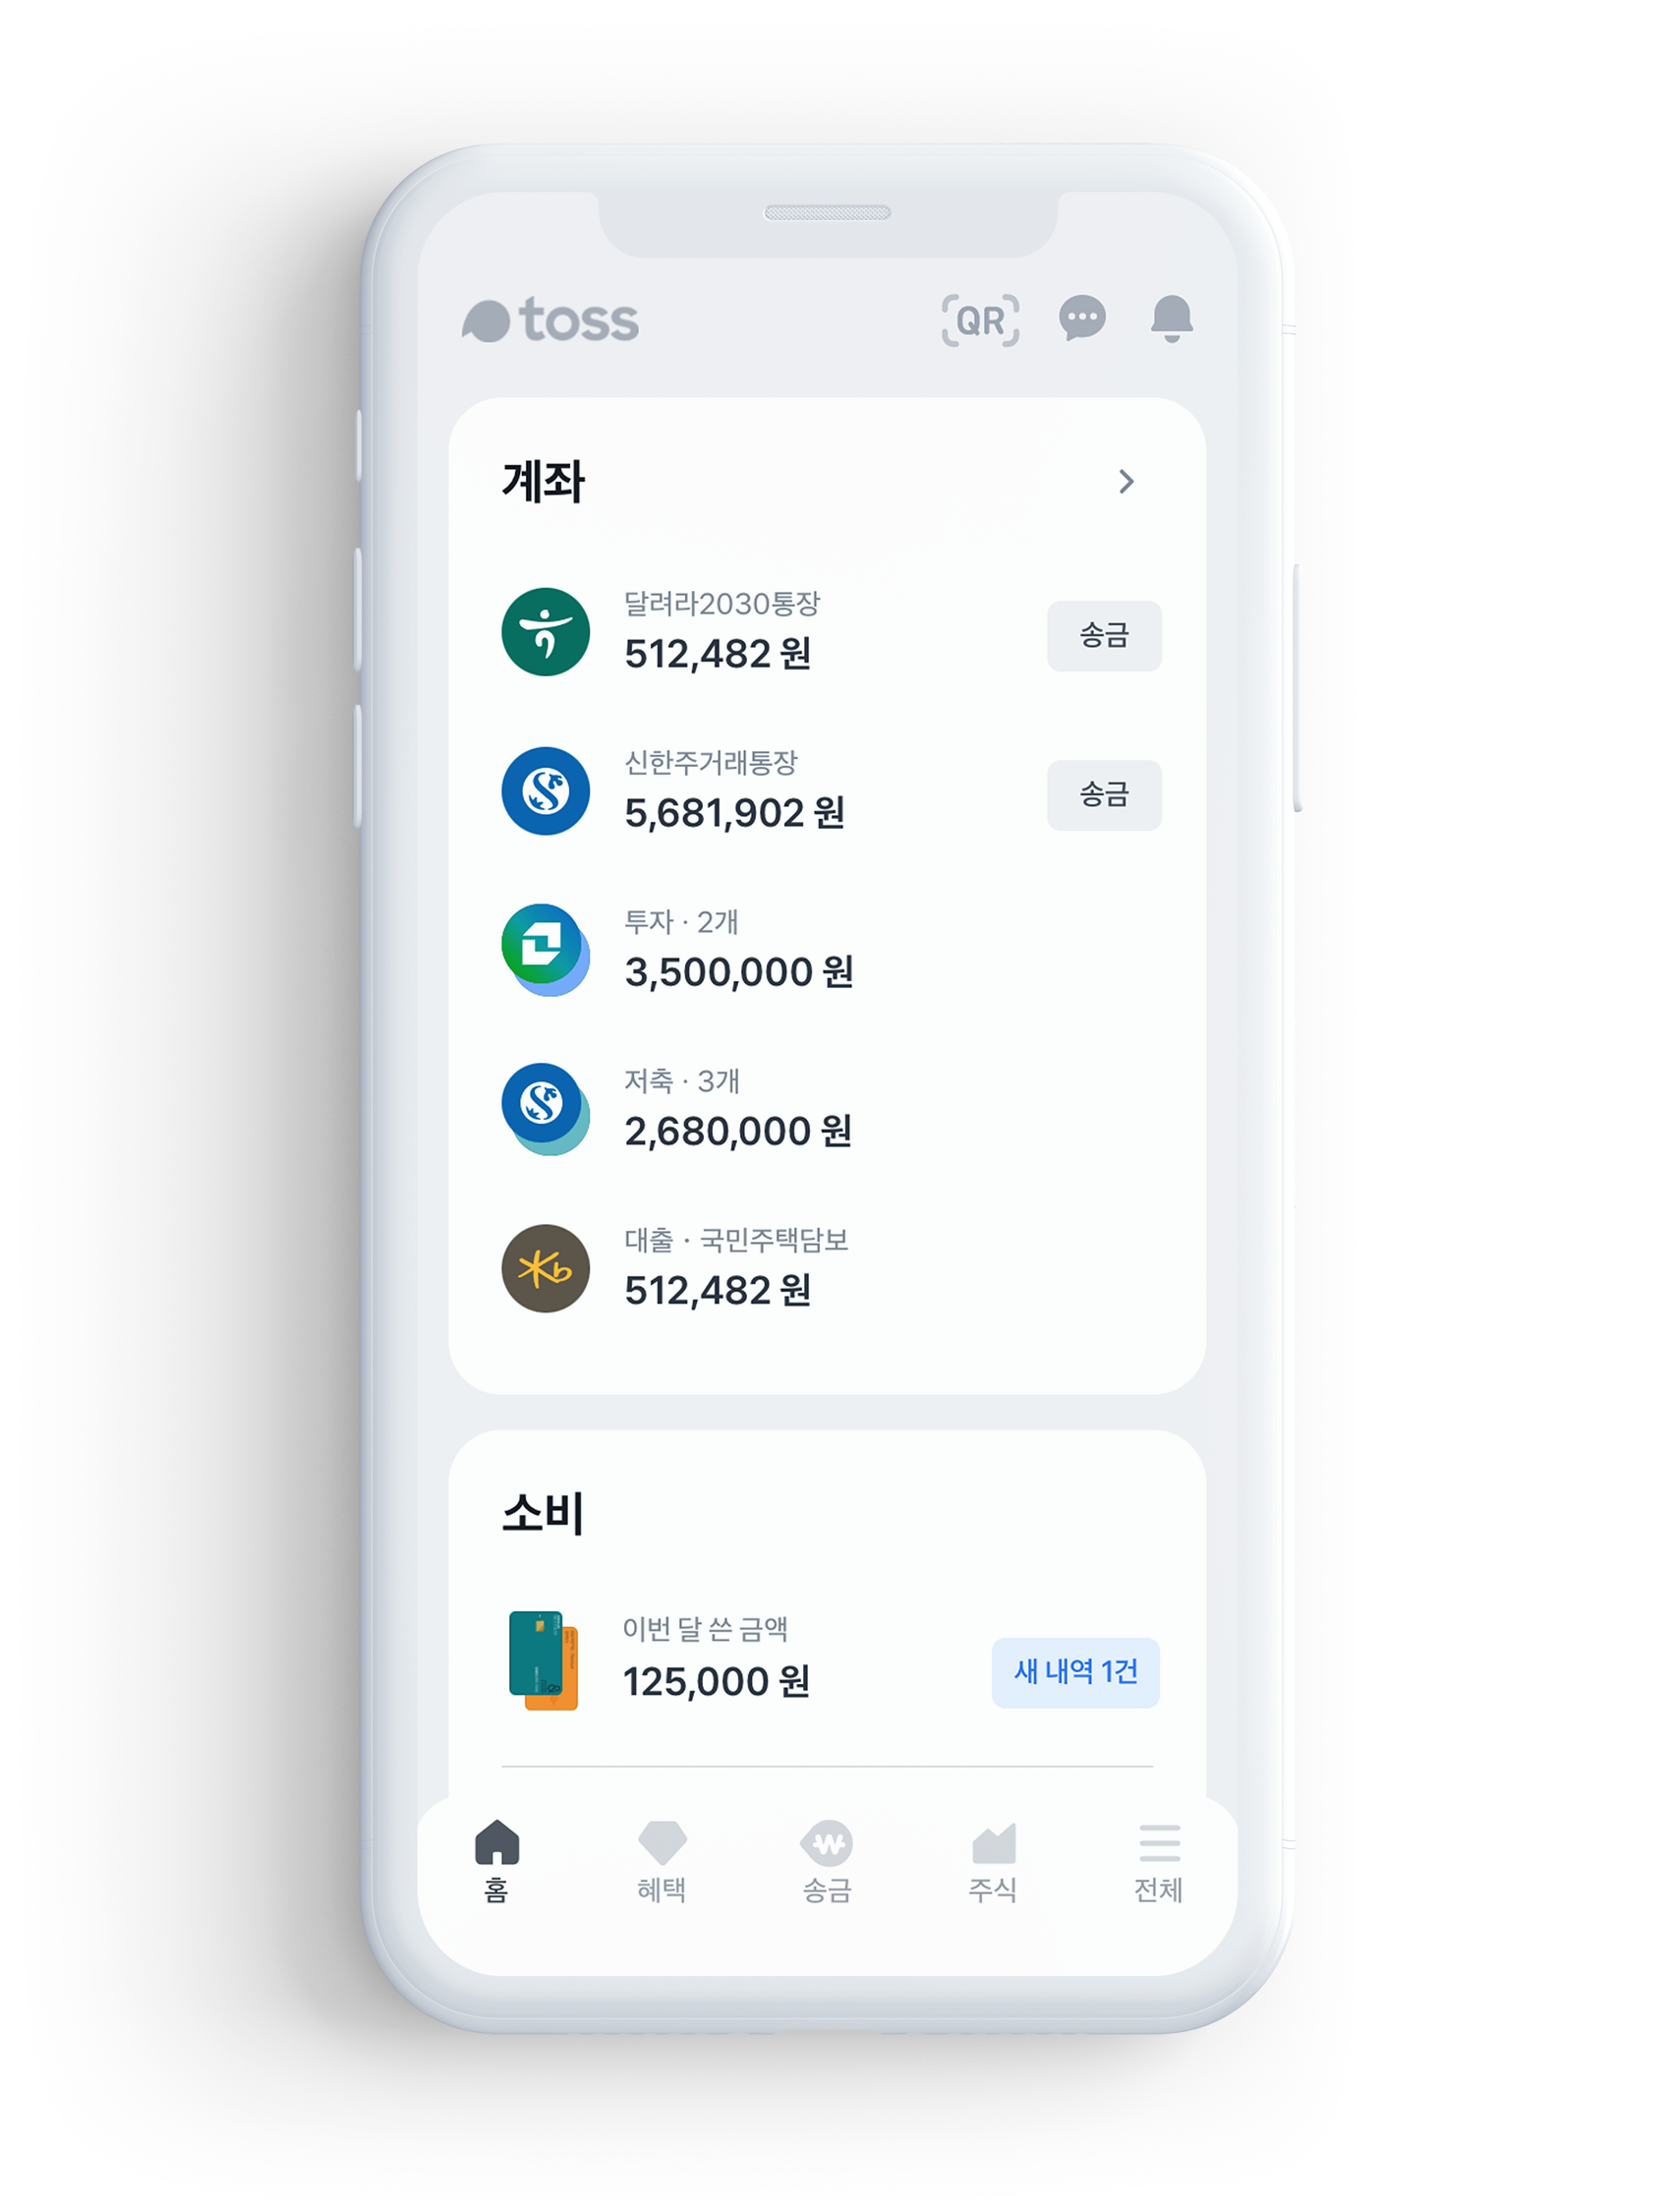 toss
QR
계좌
달려라2030통장
512,482 원
송금
신한주거래통장
5,681,902 원
송금
투자 · 2개
3,500,000 원
저축 · 3개
2,680,000 원
대출 · 국민주택담보
512,482 원
소비
이번 달 쓴 금액
125,000 원
새 내역 1건
홈
혜택
송금
주식
전체